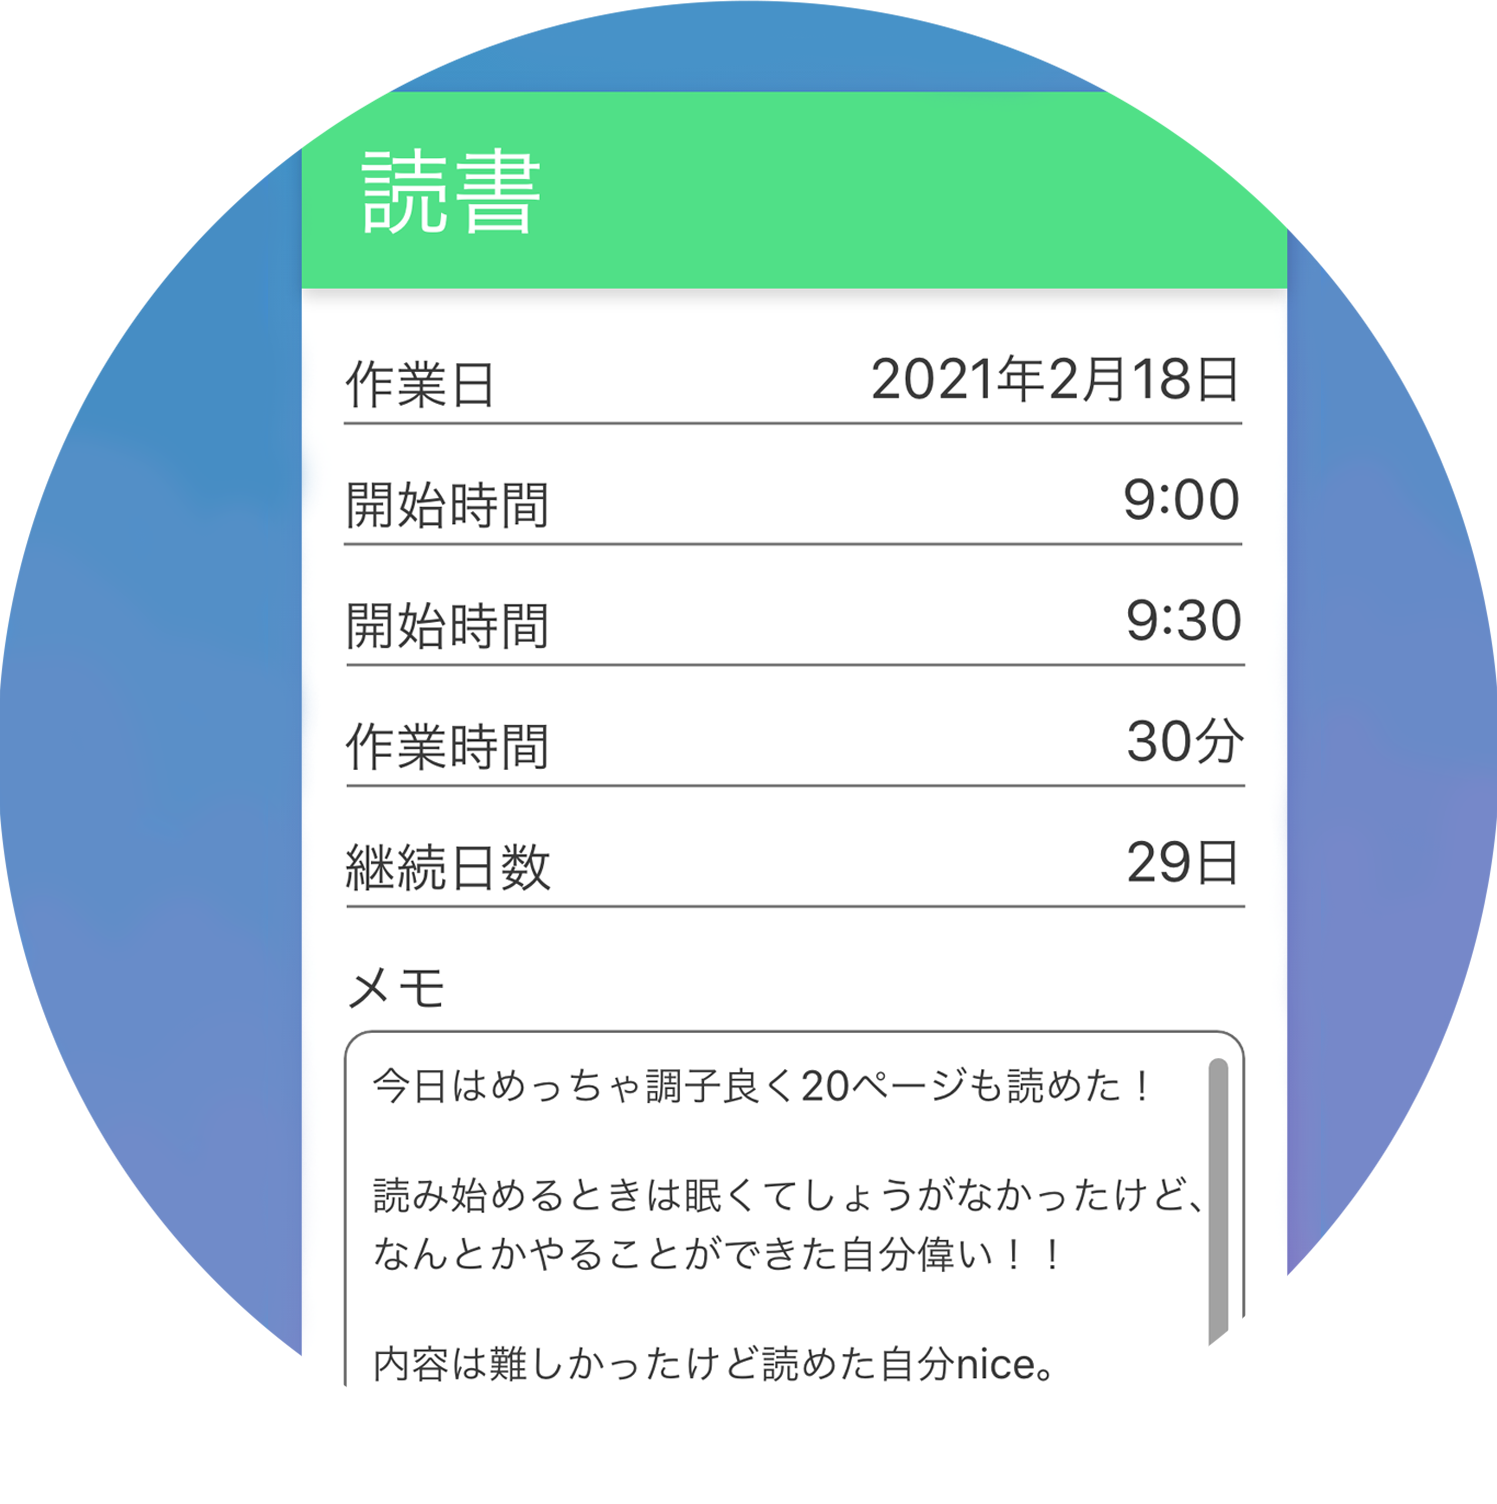 読書
作業日 2021年2月18日
開始時間 9:00
開始時間 9:30
作業時間 30分
継続日数 29日
メモ
今日はめっちゃ調子良く20ページも読めた！
読み始めるときは眠くてしょうがなかったけど、
なんとかやることができた自分偉い！！
内容は難しかったけど読めた自分nice。